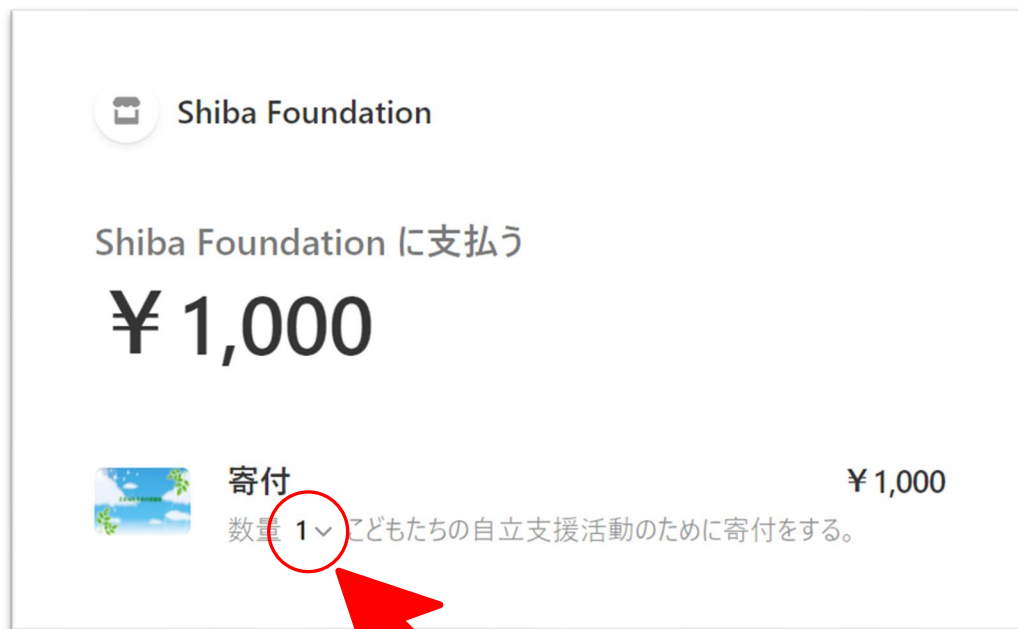 Shiba Foundation
Shiba Foundation に支払う
￥1,000
寄付 ￥1,000
数量 1 こどもたちの自立支援活動のために寄付をする。